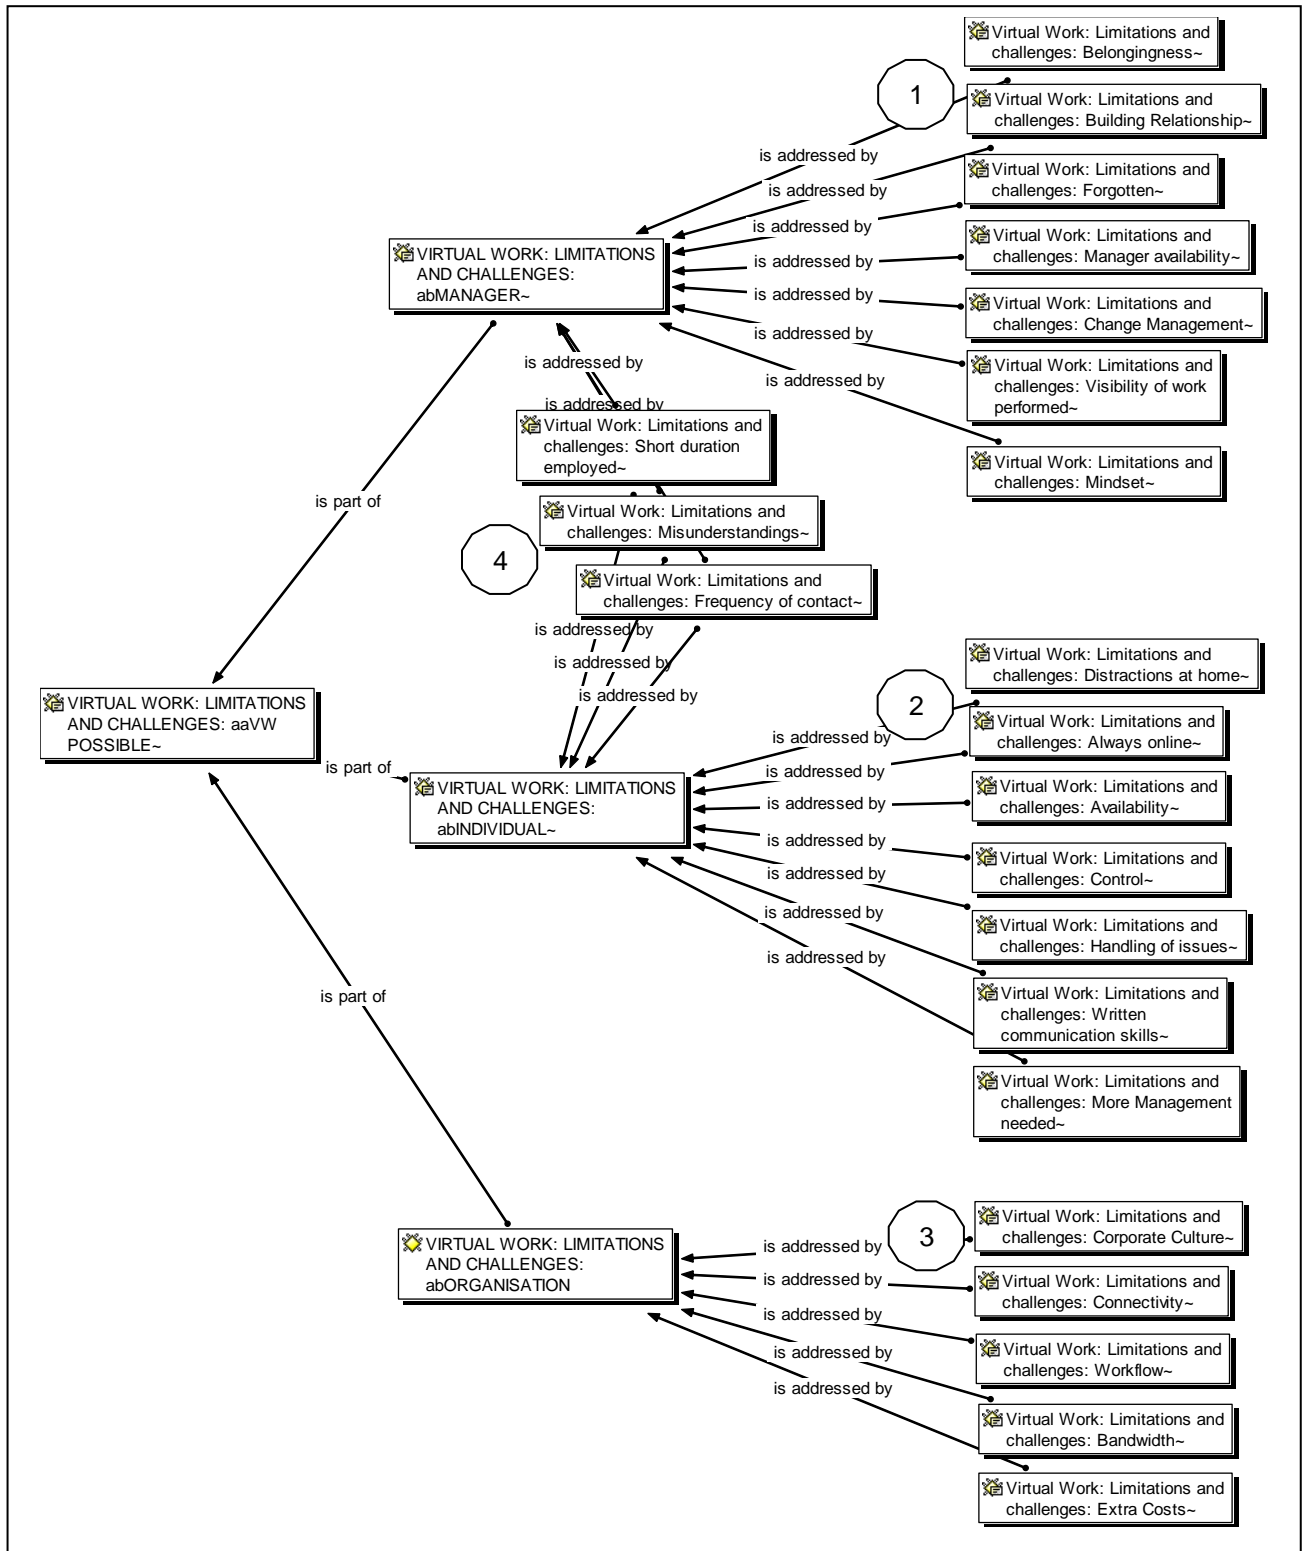 Virtual Work: Limitations and
challenges: Belongingness~
1
Virtual Work: Limitations and
challenges: Building Relationship~
is addressed by
Virtual Work: Limitations and
challenges: Forgotten~
is addressed by
is addressed by
VIRTUAL WORK: LIMITATIONS
AND CHALLENGES:
abMANAGER~
Virtual Work: Limitations and
challenges: Manager availability~
is addressed by
is addressed by
Virtual Work: Limitations and
challenges: Change Management~
is addressed by
Virtual Work: Limitations and
challenges: Visibility of work
performed~
is addressed by
is addressed by
is addressed by
Virtual Work: Limitations and
challenges: Short duration
employed~
Virtual Work: Limitations and
challenges: Mindset~
is part of
Virtual Work: Limitations and
challenges: Misunderstandings~
4
Virtual Work: Limitations and
challenges: Frequency of contact~
is addressed by
is addressed by
is addressed by
Virtual Work: Limitations and
challenges: Distractions at home~
2
VIRTUAL WORK: LIMITATIONS
AND CHALLENGES: aaVW
POSSIBLE~
Virtual Work: Limitations and
challenges: Always online~
is addressed by
is part of
is addressed by
VIRTUAL WORK: LIMITATIONS
AND CHALLENGES:
abINDIVIDUAL~
Virtual Work: Limitations and
challenges: Availability~
is addressed by
is addressed by
Virtual Work: Limitations and
challenges: Control~
is addressed by
is addressed by
Virtual Work: Limitations and
challenges: Handling of issues~
is addressed by
Virtual Work: Limitations and
challenges: Written
communication skills~
is part of
Virtual Work: Limitations and
challenges: More Management
needed~
3
Virtual Work: Limitations and
challenges: Corporate Culture~
VIRTUAL WORK: LIMITATIONS
AND CHALLENGES:
abORGANISATION
is addressed by
is addressed by
Virtual Work: Limitations and
challenges: Connectivity~
is addressed by
Virtual Work: Limitations and
challenges: Workflow~
is addressed by
is addressed by
Virtual Work: Limitations and
challenges: Bandwidth~
Virtual Work: Limitations and
challenges: Extra Costs~